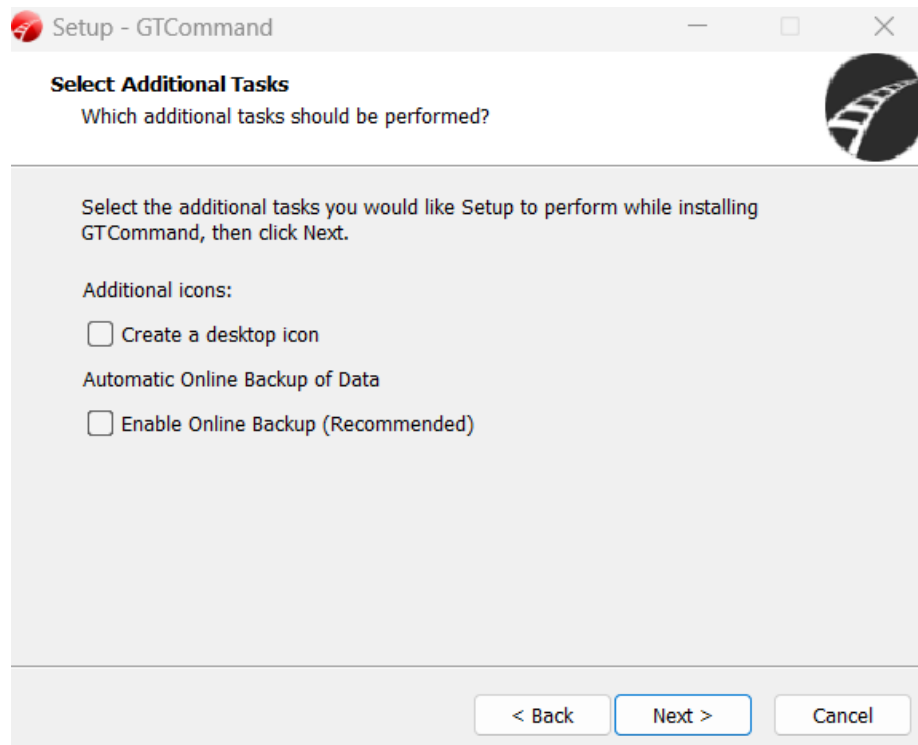 Setup - GTCommand
Select Additional Tasks
Which additional tasks should be performed?
Select the additional tasks you would like Setup to perform while installing
GTCommand, then click Next.
Additional icons:
Create a desktop icon
Automatic Online Backup of Data
Enable Online Backup (Recommended)
< Back Next > Cancel